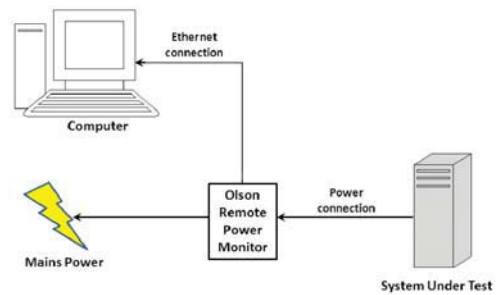 Ethernet
connection
Computer
Olson
Remote
Power
Monitor
Power
connection
Mains Power
System Under Test